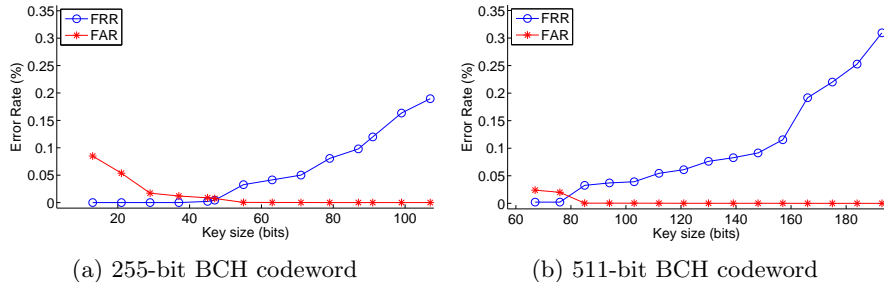 0.35
0.3
0.25
0.2
0.15
0.1
0.05
0
Error Rate (%)
FRR
FAR
20 40 60 80 100
Key size (bits)
(a) 255-bit BCH codeword
0.35
0.3
0.25
0.2
0.15
0.1
0.05
0
Error Rate (%)
FRR
FAR
60 80 100 120 140 160 180
Key size (bits)
(b) 511-bit BCH codeword